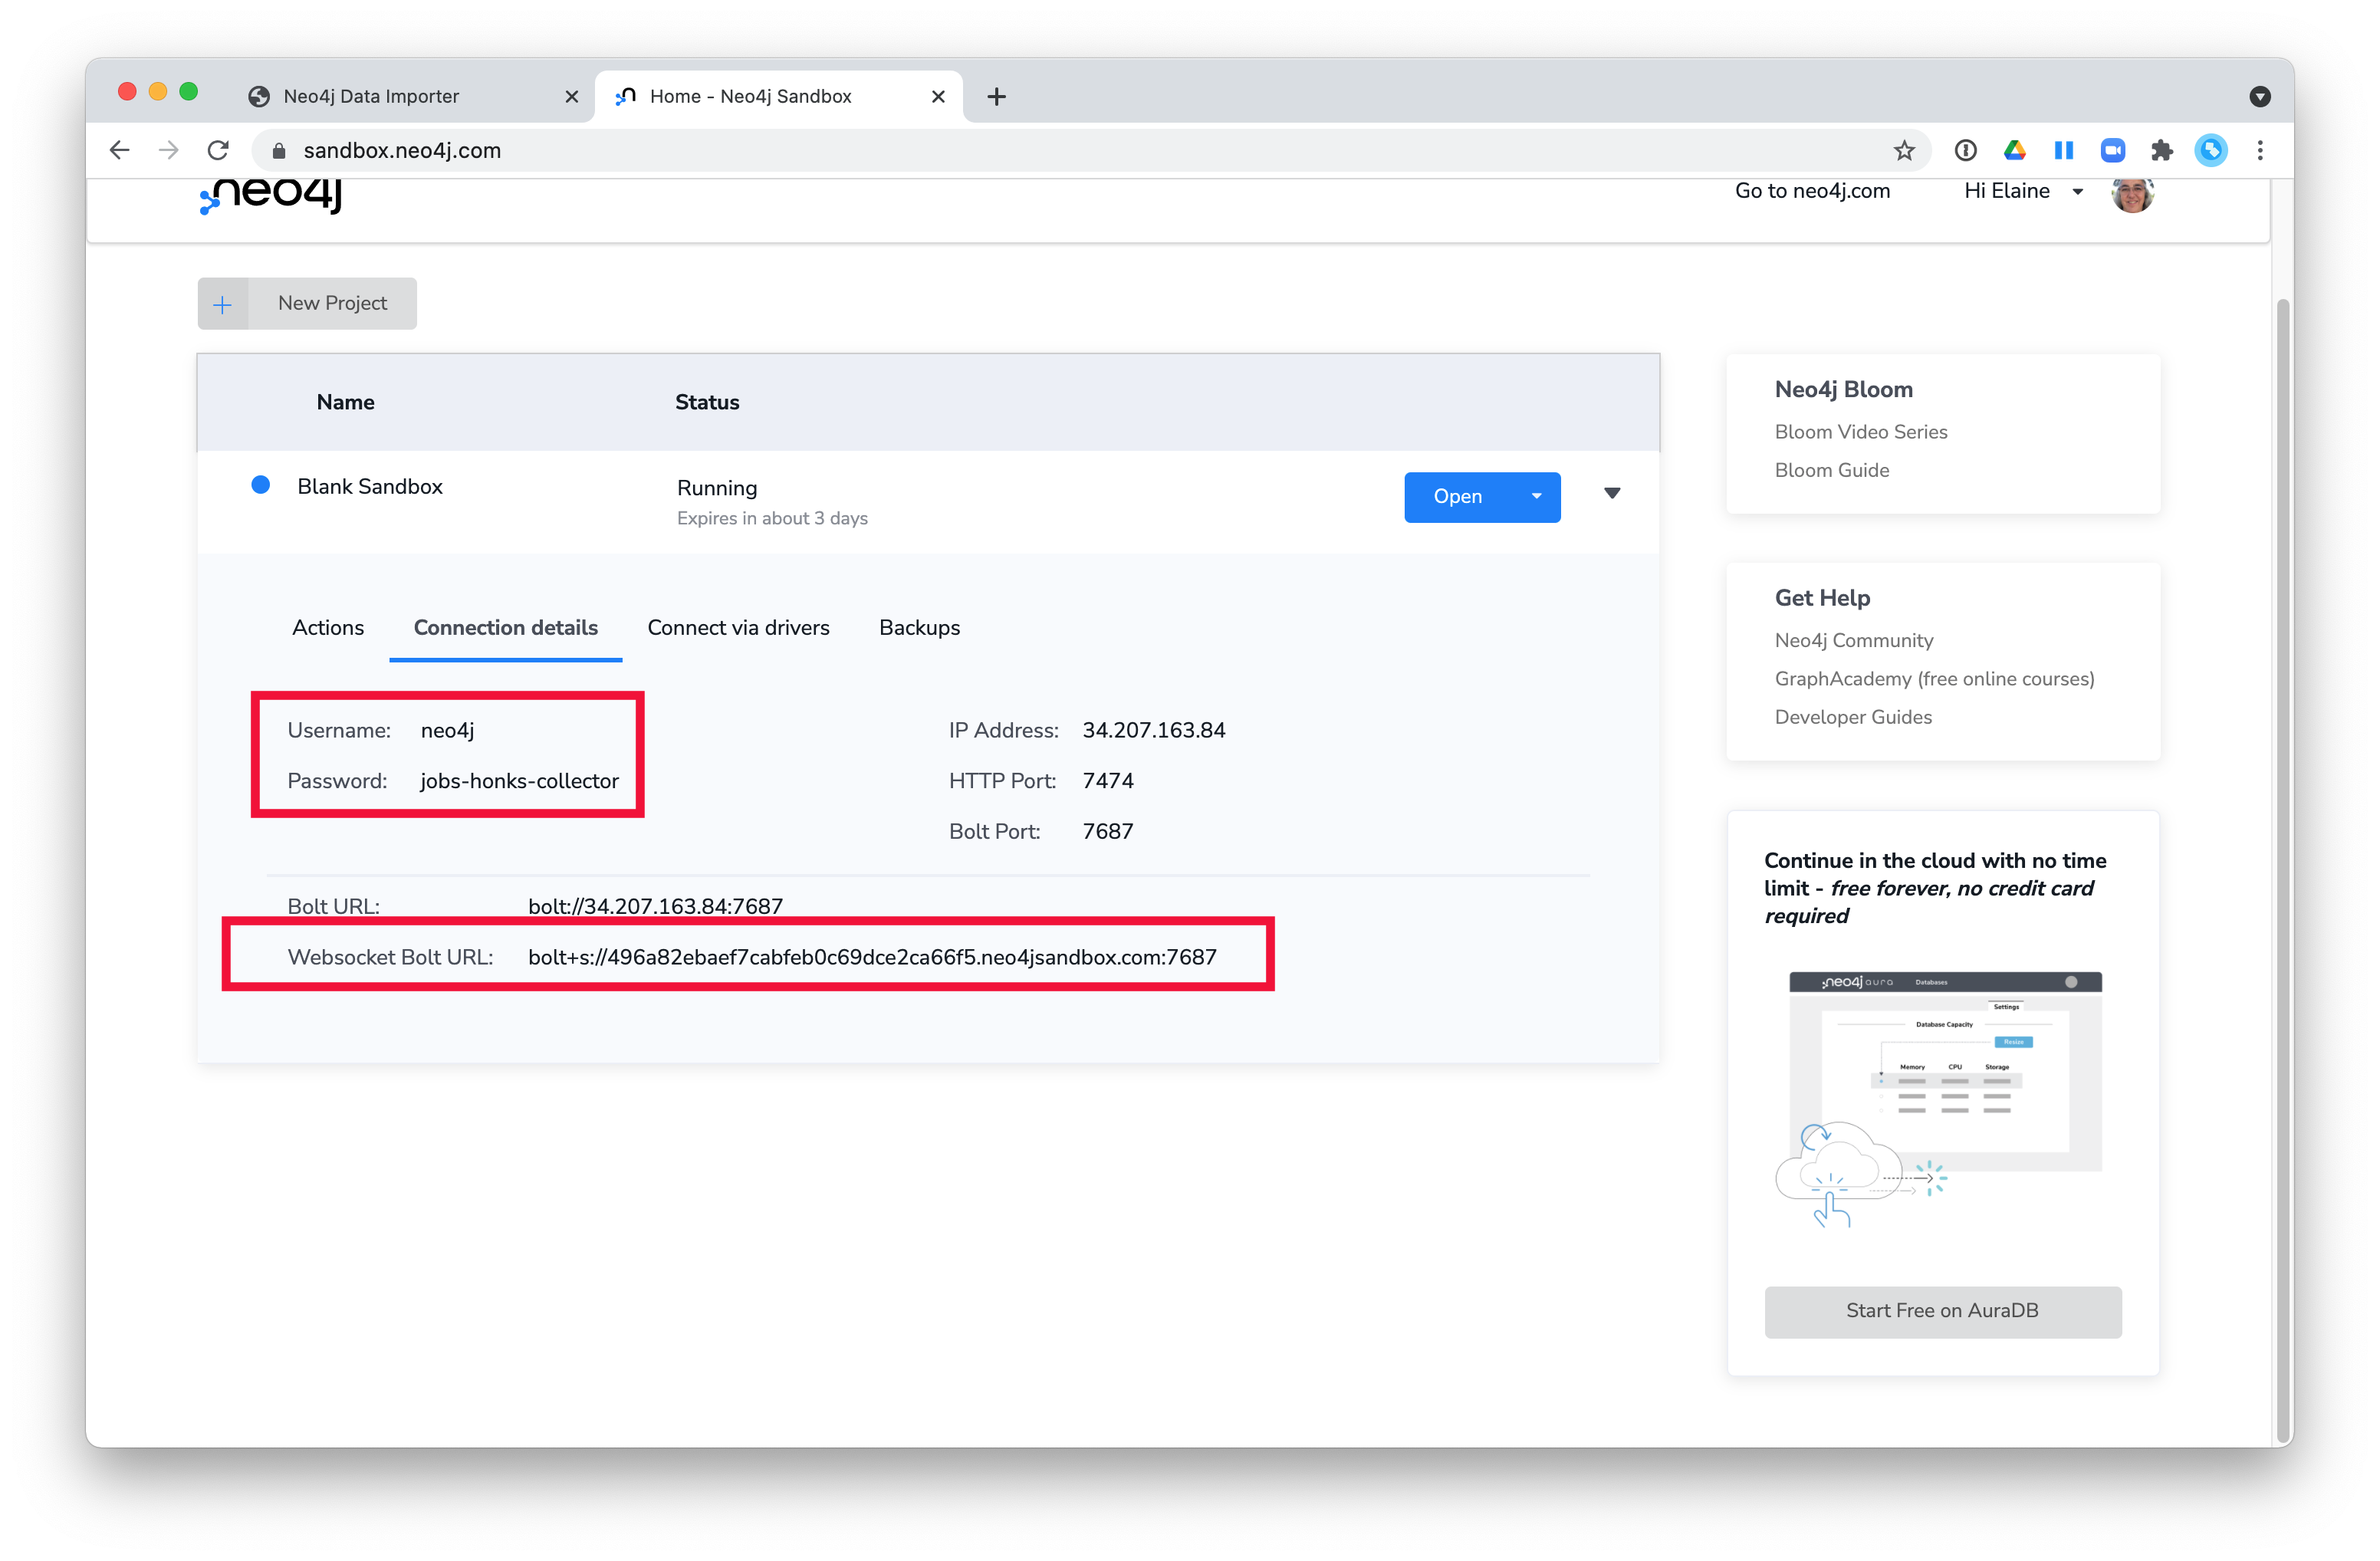 Neo4j Data Importer
Home - Neo4j Sandbox
sandbox.neo4j.com
neo4j
Go to neo4j.com
Hi Elaine
New Project
Name Status
Blank Sandbox
Running
Expires in about 3 days
Open
Actions Connection details Connect via drivers Backups
Username: neo4j
Password: jobs-honks-collector
IP Address: 34.207.163.84
HTTP Port: 7474
Bolt Port: 7687
Bolt URL: bolt://34.207.163.84:7687
Websocket Bolt URL: bolt+s://496a82ebaef7cabfeb0c69dce2ca66f5.neo4jsandbox.com:7687
Neo4j Bloom
Bloom Video Series
Bloom Guide
Get Help
Neo4j Community
GraphAcademy (free online courses)
Developer Guides
Continue in the cloud with no time
limit - free forever, no credit card
required
neo4j aura Databases
Settings
Database Capacity
Resize
Memory CPU Storage
Start Free on AuraDB